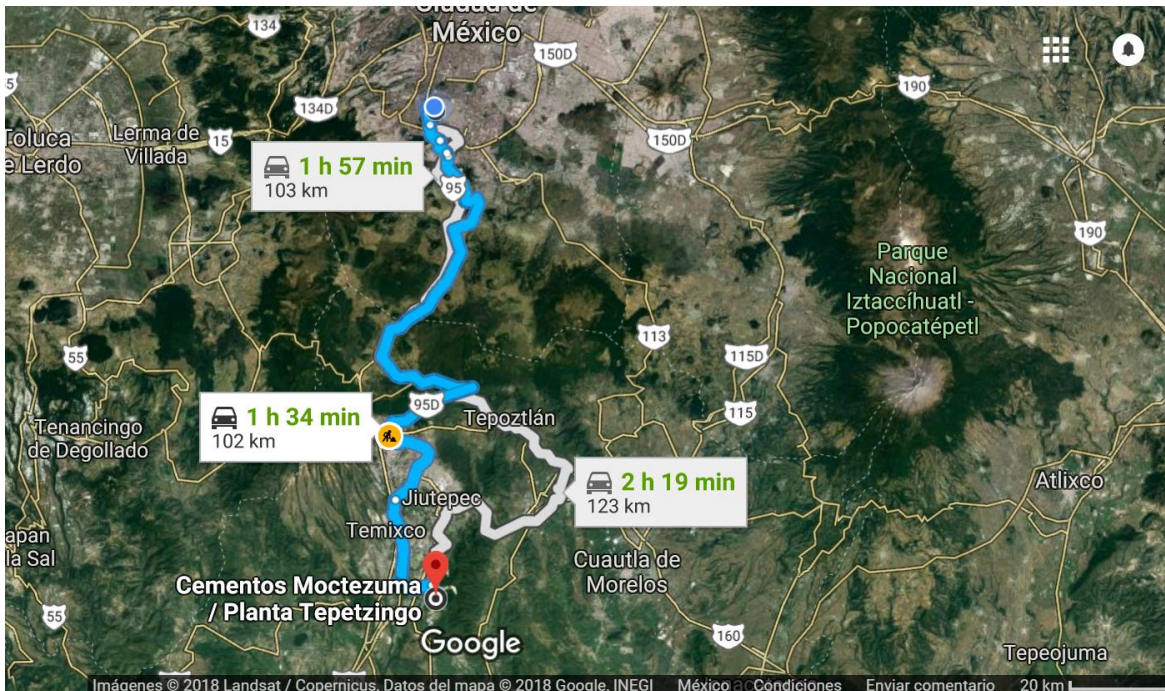 Ciudad de
México
134
150D
190
134D
Toluca
e Lerdo
Lerma de
Villada
15
150D
1 h 57 min
103 km
95
190
Parque
Nacional
Iztaccíhuatl -
Popocatépetl
113
55
115D
95D
115
1 h 34 min
102 km
Tepoztlán
Tenancingo
de Degollado
2 h 19 min
123 km
Atlixco
Jiutepec
Temixco
apan
la Sal
Cuautla de
Morelos
Cementos Moctezuma
/ Planta Tepetzingo
55
Google
160
Tepeojuma
Imágenes © 2018 Landsat / Copernicus, Datos del mapa © 2018 Google, INEGI México Condiciones Enviar comentario 20 km